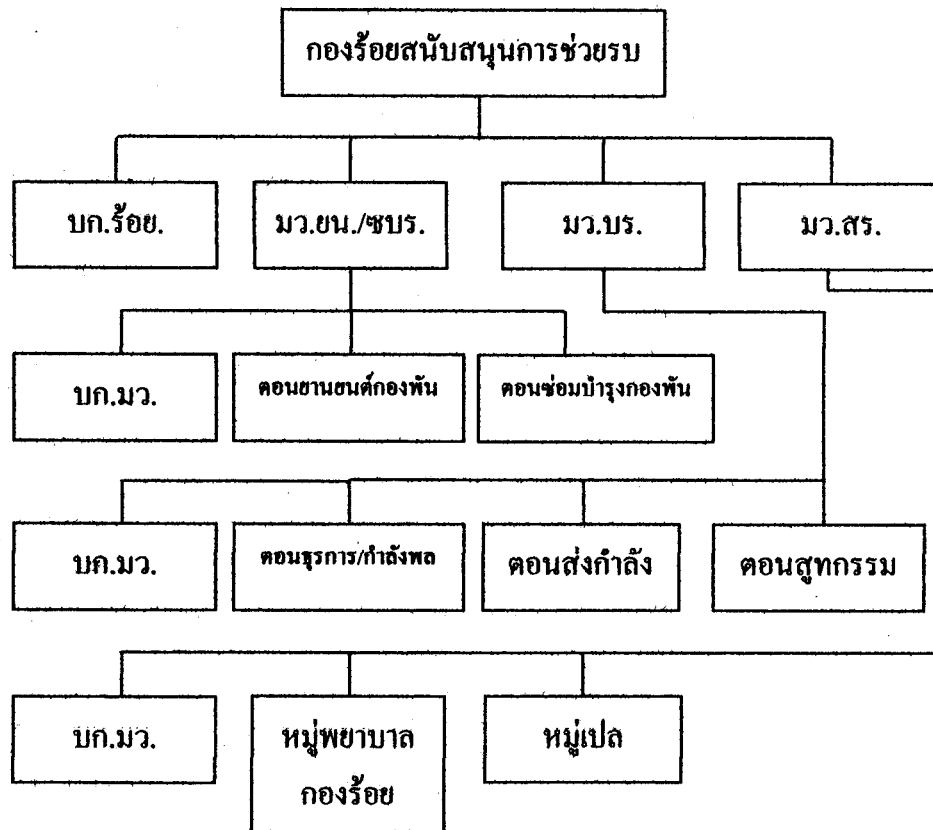 กองร้อยสนับสนุนการช่วยรบ
บก.ร้อย.
มว.ยน./ซบร.
มว.บร.
มว.สร.
บก.มว.
ตอนยานยนต์กองพัน
ตอนซ่อมบำรุงกองพัน
บก.มว.
ตอนธุรการ/กำลังพล
ตอนส่งกำลัง
ตอนสูทกรรม
บก.มว.
หมู่พยาบาล
กองร้อย
หมู่เปล